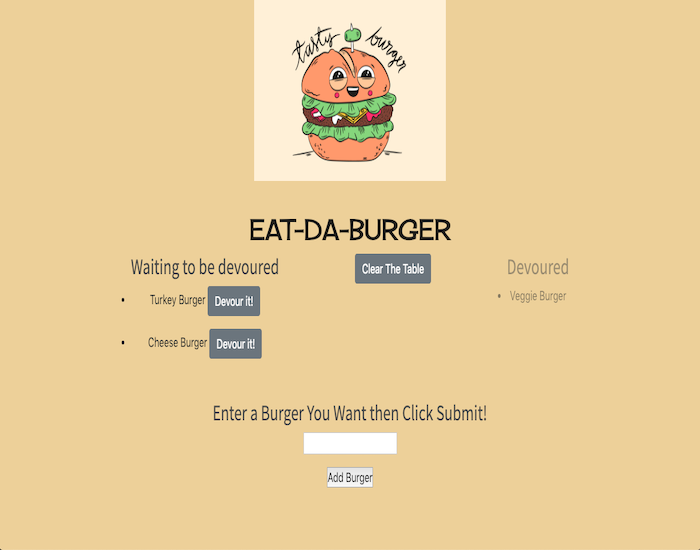 tasty burger
EAT-DA-BURGER
Waiting to be devoured
Turkey Burger Devour it!
Cheese Burger Devour it!
Clear The Table
Devoured
Veggie Burger
Enter a Burger You Want then Click Submit!
Add Burger